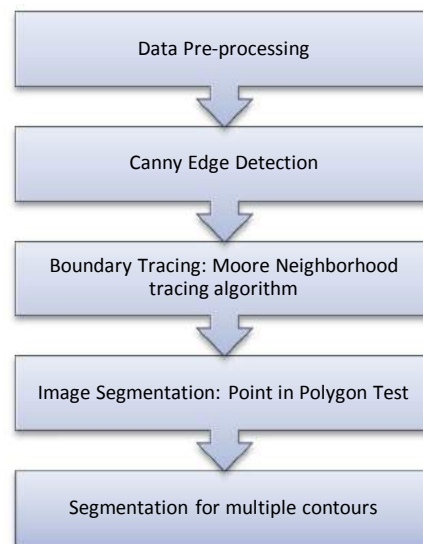 Data Pre-processing
Canny Edge Detection
Boundary Tracing: Moore Neighborhood
tracing algorithm
Image Segmentation: Point in Polygon Test
Segmentation for multiple contours